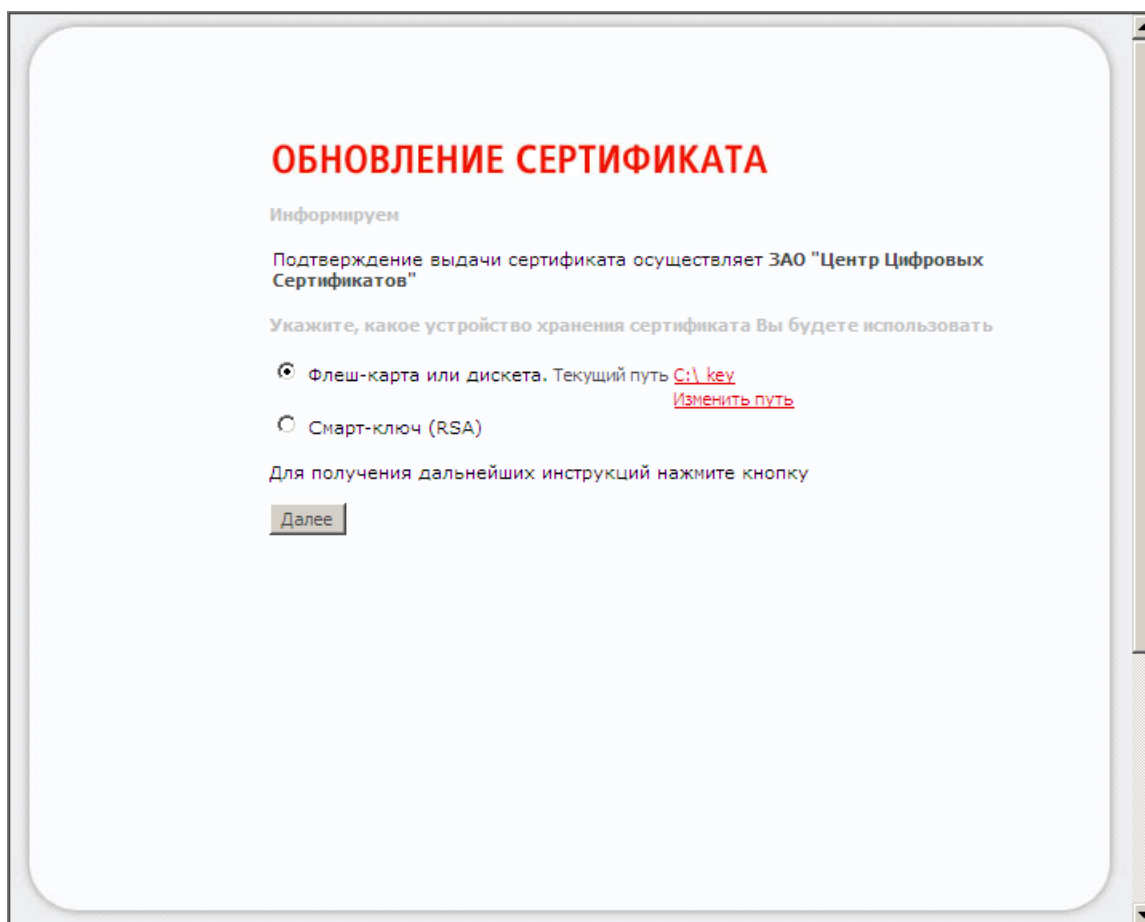 ОБНОВЛЕНИЕ СЕРТИФИКАТА
Информируем
Подтверждение выдачи сертификата осуществляет ЗАО "Центр Цифровых
Сертификатов"
Укажите, какое устройство хранения сертификата Вы будете использовать
Флеш-карта или дискета. Текущий путь C:\ key
Изменить путь
Смарт-ключ (RSA)
Для получения дальнейших инструкций нажмите кнопку
Далее